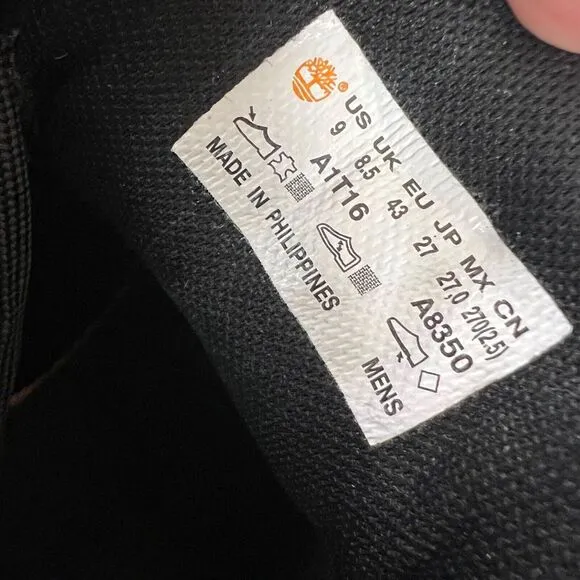 ®
US UK EU JP MX CN
9 8.5 43 27 27,0 270(2.5)
A1T16 A8350
MADE IN PHILIPPINES MENS